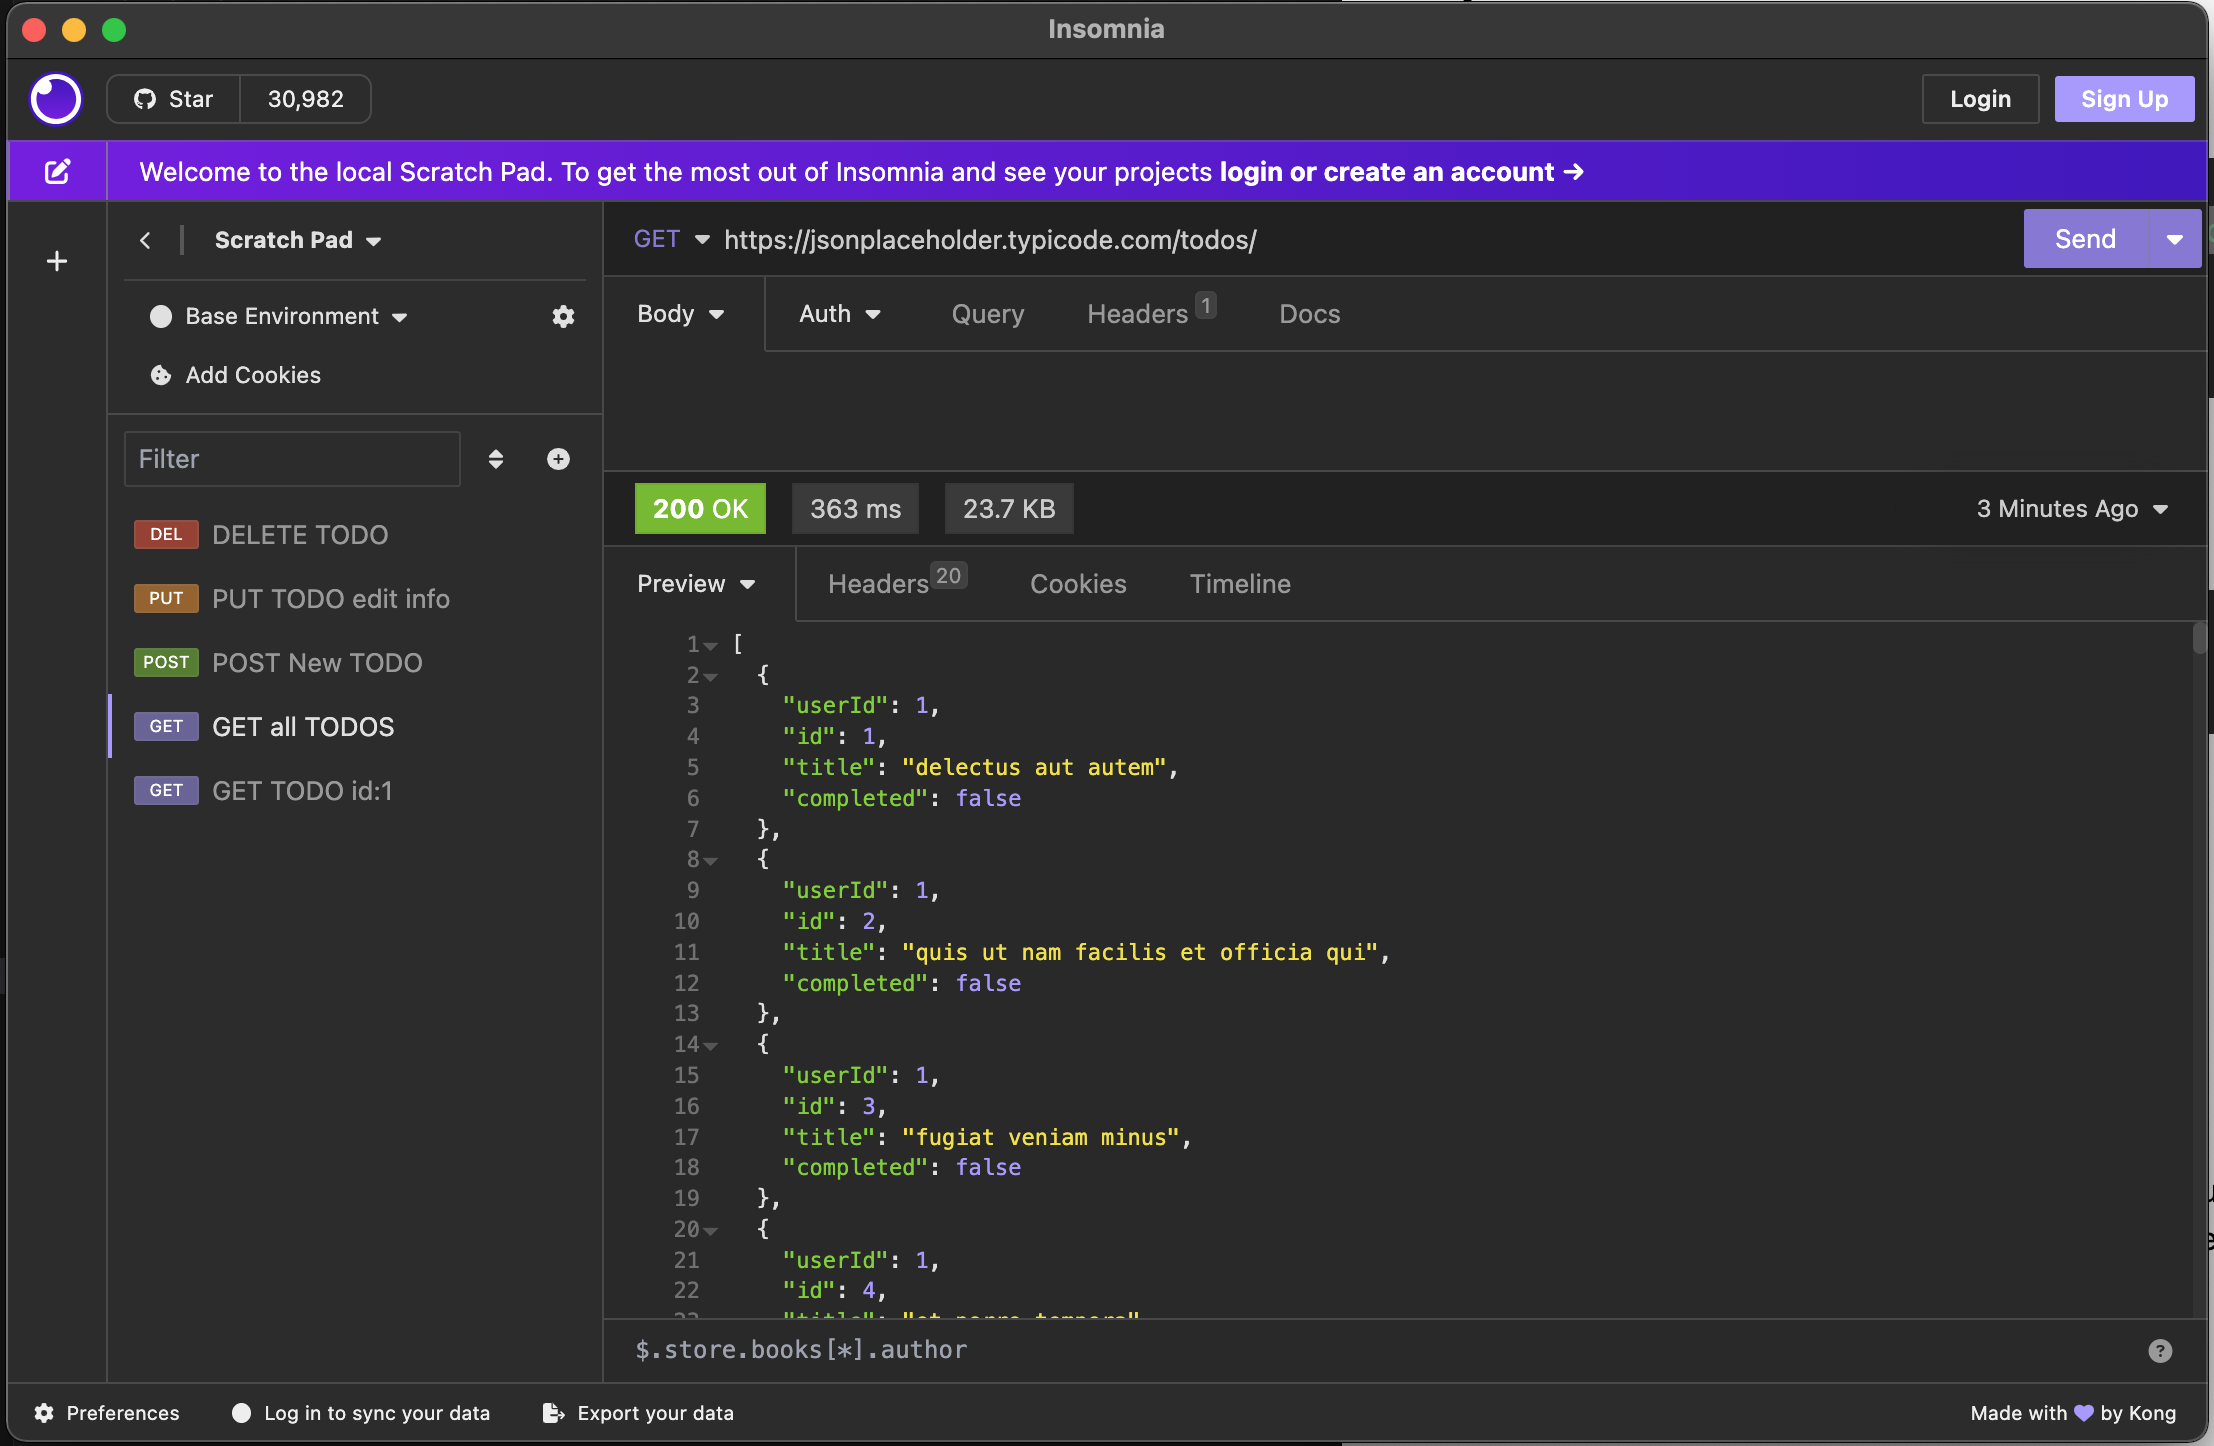 Insomnia
Star 30,982 Login Sign Up
Welcome to the local Scratch Pad. To get the most out of Insomnia and see your projects login or create an account →
Scratch Pad
Base Environment
Add Cookies
Filter
DEL DELETE TODO
PUT PUT TODO edit info
POST POST New TODO
GET GET all TODOS
GET GET TODO id:1
GET https://jsonplaceholder.typicode.com/todos/ Send
Body Auth Query Headers 1 Docs
200 OK 363 ms 23.7 KB 3 Minutes Ago
Preview Headers 20 Cookies Timeline
1 [
2 {
3 "userId": 1,
4 "id": 1,
5 "title": "delectus aut autem",
6 "completed": false
7 },
8 {
9 "userId": 1,
10 "id": 2,
11 "title": "quis ut nam facilis et officia qui",
12 "completed": false
13 },
14 {
15 "userId": 1,
16 "id": 3,
17 "title": "fugiat veniam minus",
18 "completed": false
19 },
20 {
21 "userId": 1,
22 "id": 4,
23 "title": "et porro tempora"
$.store.books[*].author ?
Preferences Log in to sync your data Export your data Made with 💜 by Kong